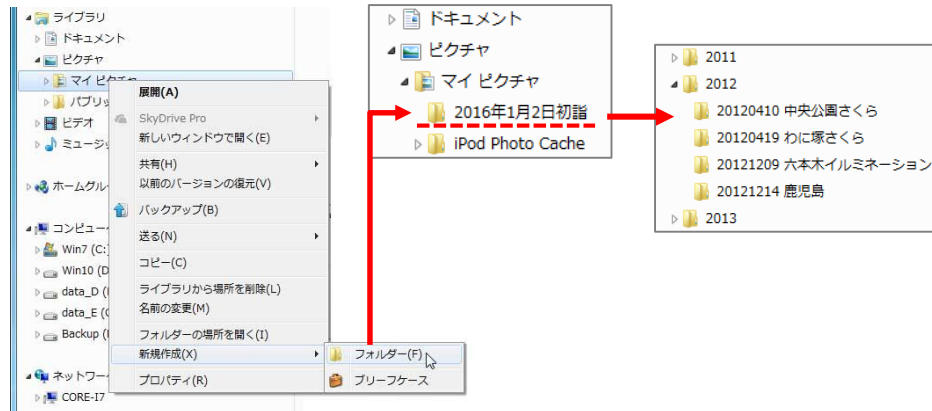 ライブラリ
ドキュメント
ピクチャ
マイ ピクチャ
パブリッ
ビデオ
ミュージ
ホームグル
コンピュー
Win7 (C:
Win10 (D
data_D (
data_E (
Backup (
ネットワー
CORE-I7
展開(A)
SkyDrive Pro
新しいウィンドウで開く(E)
共有(H)
以前のバージョンの復元(V)
バックアップ(B)
送る(N)
コピー(C)
ライブラリから場所を削除(L)
名前の変更(M)
フォルダーの場所を開く(I)
新規作成(X)
プロパティ(R)
フォルダー(F)
ブリーフケース
ドキュメント
ピクチャ
マイ ピクチャ
2016年1月2日初詣
iPod Photo Cache
2011
2012
20120410 中央公園さくら
20120419 わに塚さくら
20121209 六本木イルミネーション
20121214 鹿児島
2013